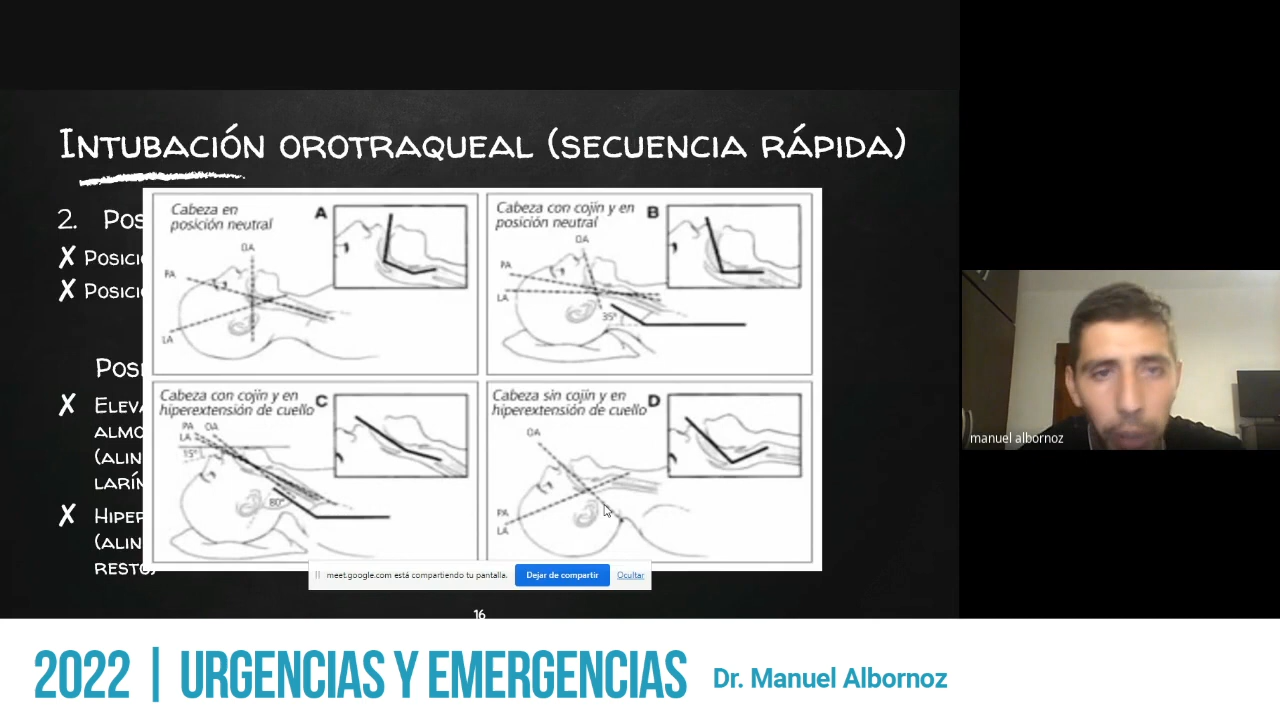 Intubación orotraqueal (secuencia rápida)
2. Pos
✗ Posici
✗ Posici
Posi
✗ Elev
almo
(alin
larín
✗ Hiper
(alin
resto)
Cabeza en
posición neutral
A
OA
PA
LA
Cabeza con cojín y en
posición neutral
B
OA
PA
LA
35°
Cabeza con cojín y en
hiperextensión de cuello
C
PA OA
LA
15°
80°
Cabeza sin cojín y en
hiperextensión de cuello
D
OA
PA
LA
meet.google.com está compartiendo tu pantalla.
Dejar de compartir
Ocultar
16
manuel albornoz
2022 | URGENCIAS Y EMERGENCIAS
Dr. Manuel Albornoz